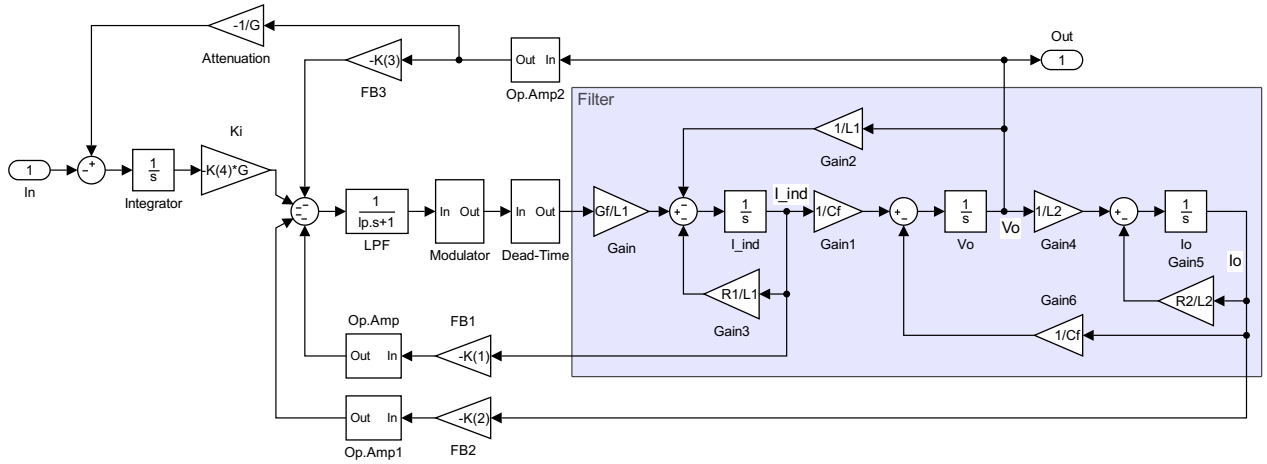 -1/G
Attenuation
Out
1
-K(3)
FB3
Out In
Op.Amp2
Filter
1/L1
Gain2
Ki
1
In
1
s
Integrator
-K(4)*G
1
lp.s+1
LPF
In Out
Modulator
In Out
Dead-Time
Gf/L1
Gain
1
s
I_ind
I_ind
1/Cf
Gain1
1
s
Vo
Vo
1/L2
Gain4
1
s
Io
Gain5
Io
R1/L1
Gain3
R2/L2
Gain6
1/Cf
Op.Amp
Out In
FB1
-K(1)
Out In
Op.Amp1
-K(2)
FB2